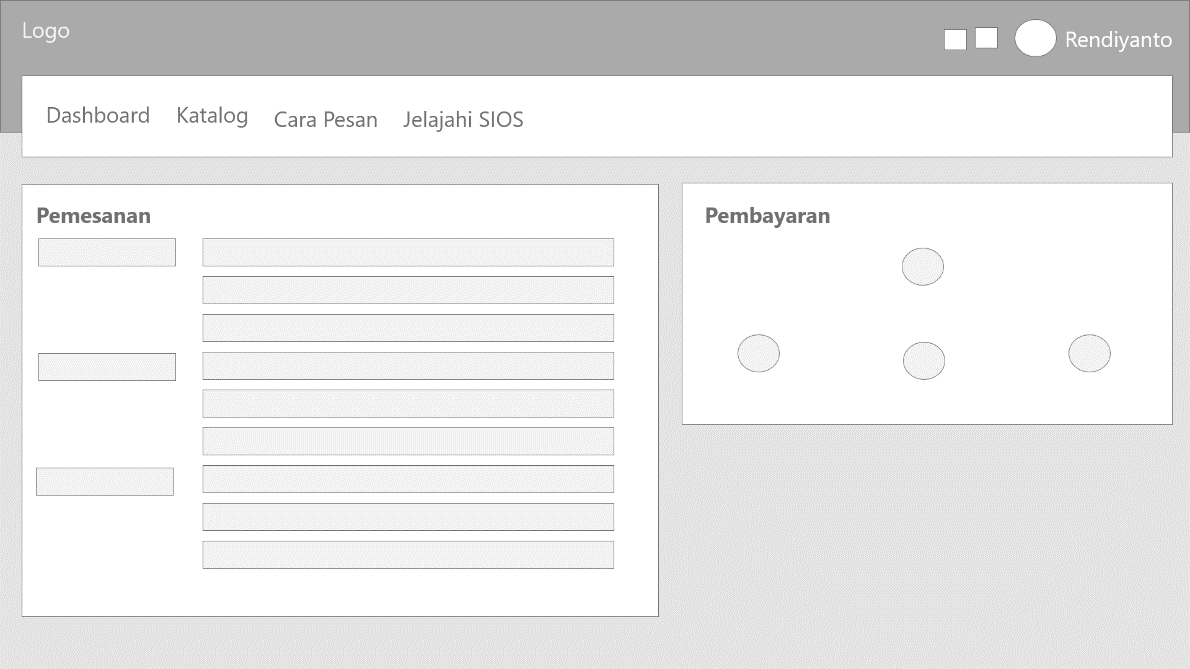 Logo
Rendiyanto
Dashboard Katalog Cara Pesan Jelajahi SIOS
Pemesanan
Pembayaran